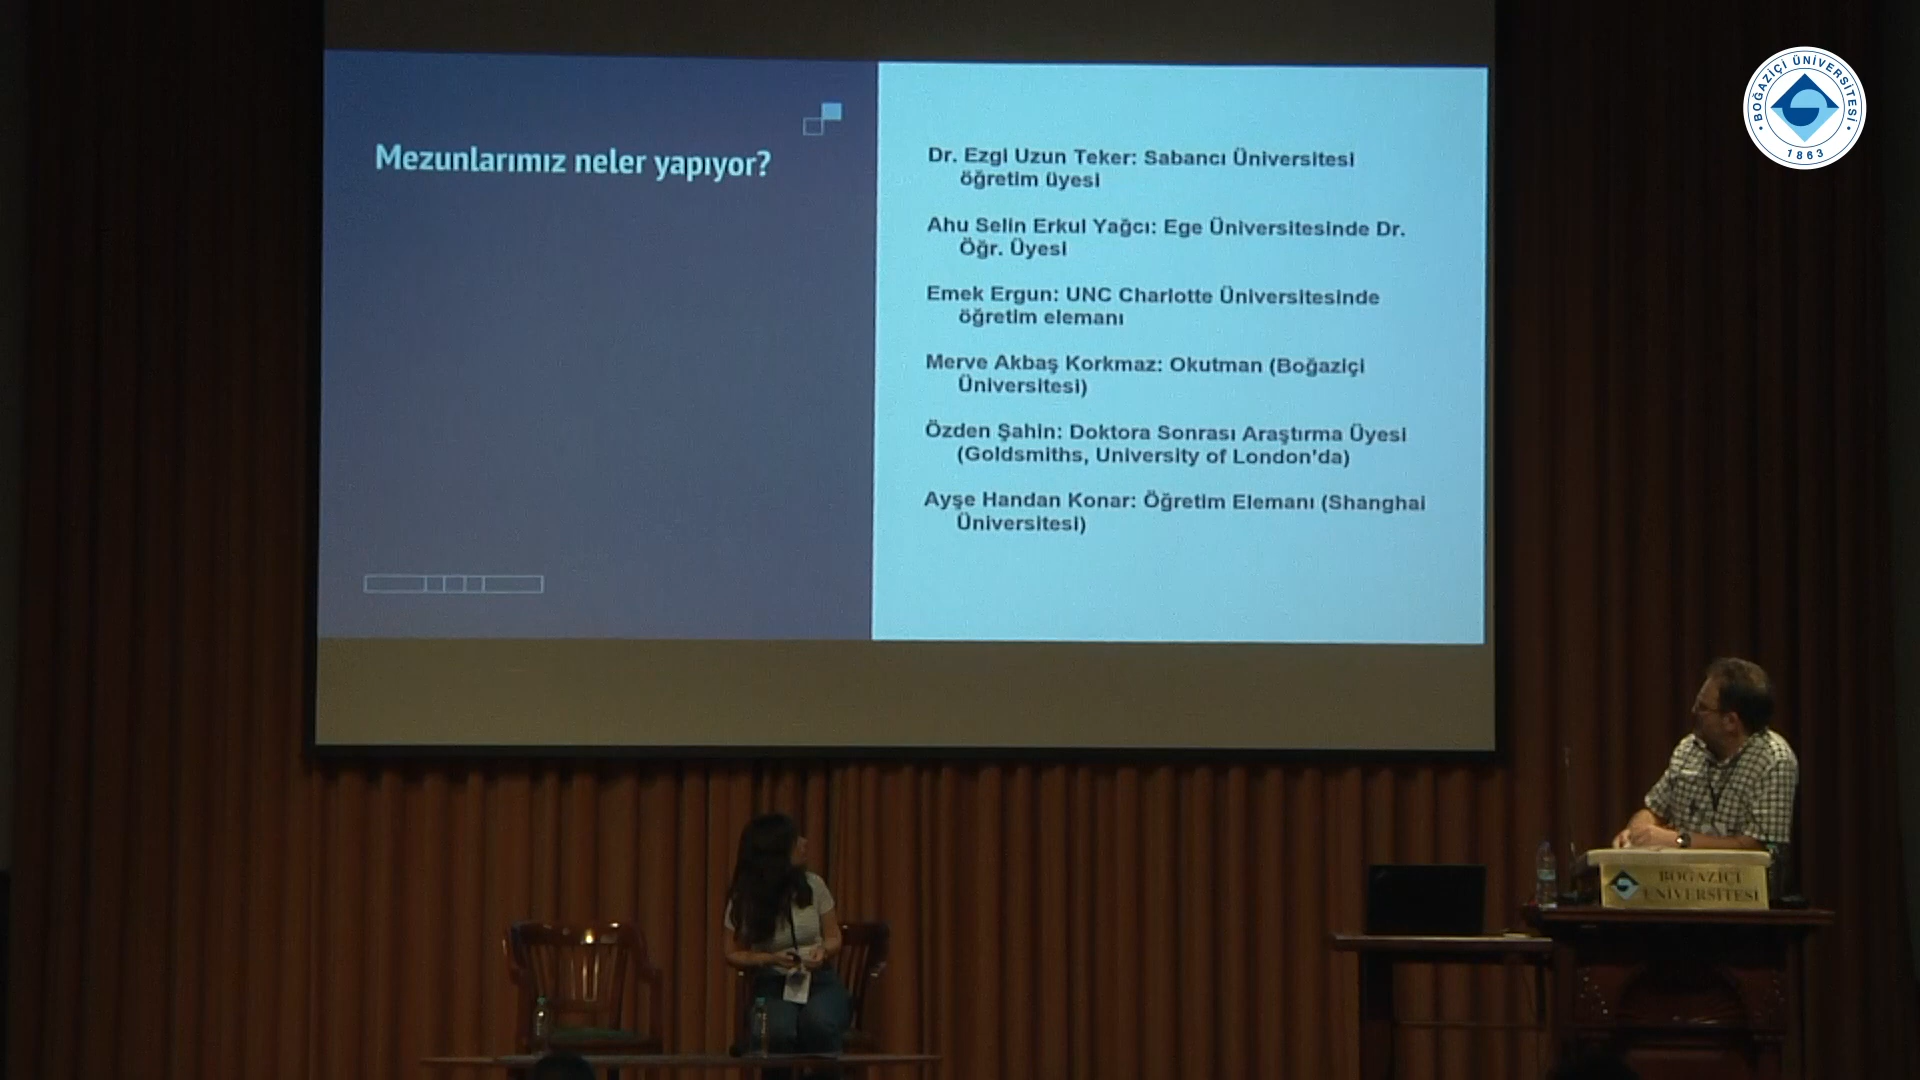 Mezunlarımız neler yapıyor?
Dr. Ezgi Uzun Teker: Sabancı Üniversitesi
öğretim üyesi
Ahu Selin Erkul Yağcı: Ege Üniversitesinde Dr.
Öğr. Üyesi
Emek Ergun: UNC Charlotte Üniversitesinde
öğretim elemanı
Merve Akbaş Korkmaz: Okutman (Boğaziçi
Üniversitesi)
Özden Şahin: Doktora Sonrası Araştırma Üyesi
(Goldsmiths, University of London'da)
Ayşe Handan Konar: Öğretim Elemanı (Shanghai
Üniversitesi)
BOĞAZİÇİ ÜNİVERSİTESİ
1863
BOĞAZİÇİ
ÜNİVERSİTESİ